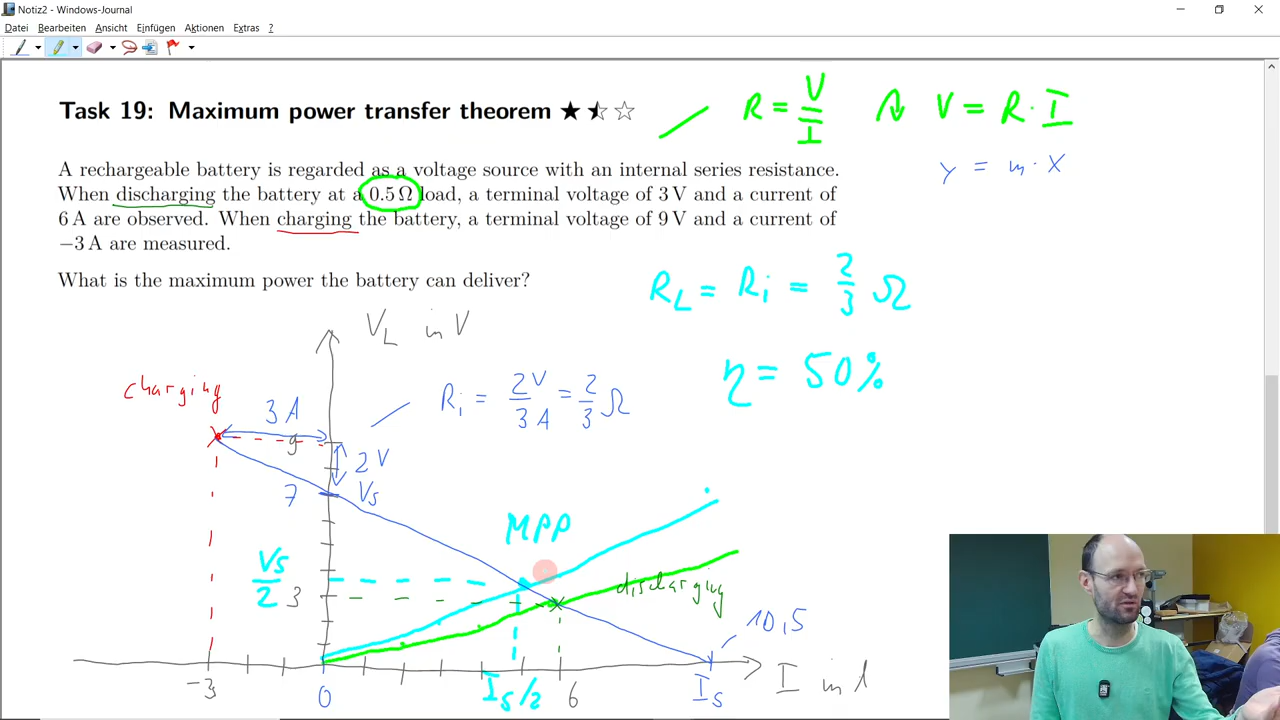 Notiz2 - Windows-Journal
Datei Bearbeiten Ansicht Einfügen Aktionen Extras ?
Task 19: Maximum power transfer theorem ★⯪☆
R = V/I V = R · I
y = m · x
A rechargeable battery is regarded as a voltage source with an internal series resistance.
When discharging the battery at a 0.5 Ω load, a terminal voltage of 3 V and a current of
6 A are observed. When charging the battery, a terminal voltage of 9 V and a current of
−3 A are measured.
What is the maximum power the battery can deliver?
R_L = R_i = 2/3 Ω
η = 50%
V_L in V
charging
3 A
R_i = 2V/3A = 2/3 Ω
9
2V
7
Vs
MPP
Vs/2
3
discharging
10,5
-3
0
I_s/2
6
I_s
I in A